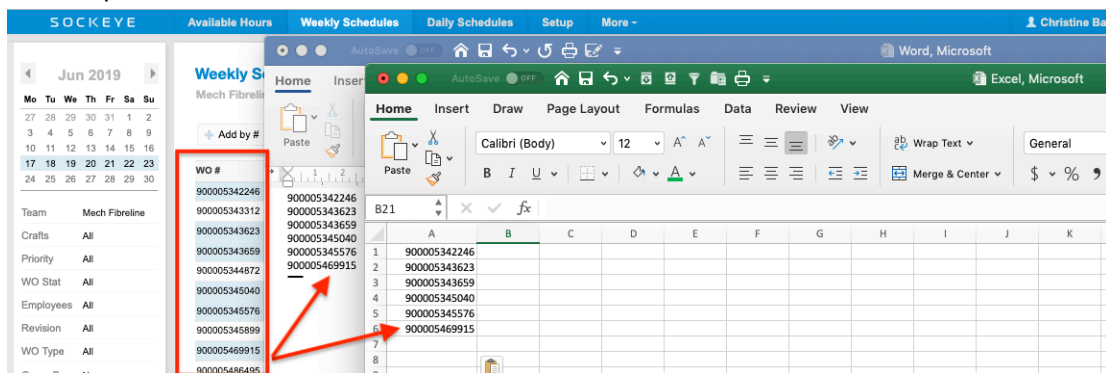 SOCKEYE Available Hours Weekly Schedules Daily Schedules Setup More Christine Ba
Jun 2019
Mo Tu We Th Fr Sa Su
27 28 29 30 31 1 2
3 4 5 6 7 8 9
10 11 12 13 14 15 16
17 18 19 20 21 22 23
24 25 26 27 28 29 30
Team Mech Fibreline
Crafts All
Priority All
WO Stat All
Employees All
Revision All
WO Type All
Weekly S
Mech Fibreli
+ Add by #
WO #
900005342246
900005343312
900005343623
900005343659
900005344872
900005345040
900005345576
900005345899
900005469915
900005486495
AutoSave OFF Word, Microsoft
Home Inser
Paste
1 2
900005342246
900005343623
900005343659
900005345040
900005345576
900005469915
AutoSave OFF Excel, Microsoft
Home Insert Draw Page Layout Formulas Data Review View
Paste Calibri (Body) 12 A^ A˅ ab Wrap Text General
B I U A Merge & Center $ % 9
B21 fx
A B C D E F G H I J K
1 900005342246
2 900005343623
3 900005343659
4 900005345040
5 900005345576
6 900005469915
7
8